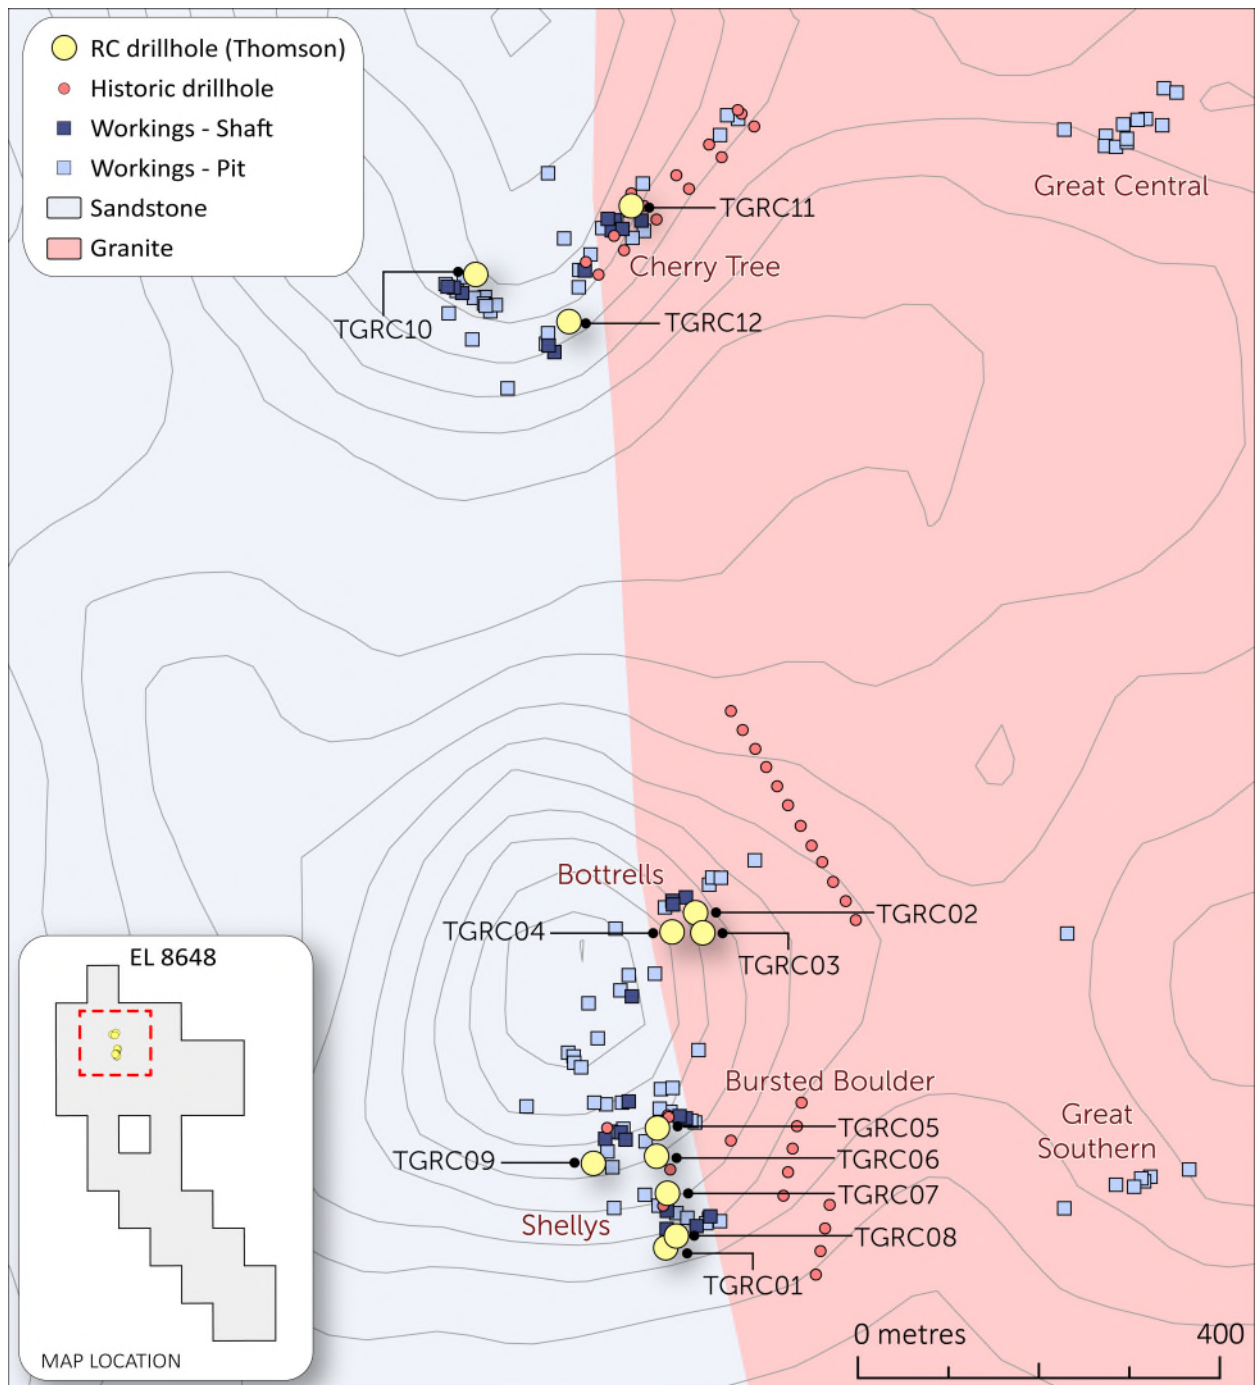 RC drillhole (Thomson)
Historic drillhole
Workings - Shaft
Workings - Pit
Sandstone
Granite
Great Central
TGRC11
Cherry Tree
TGRC10
TGRC12
Bottrells
TGRC02
TGRC04
TGRC03
EL 8648
Bursted Boulder
Great
Southern
TGRC05
TGRC09
TGRC06
TGRC07
Shellys
TGRC08
TGRC01
0 metres
400
MAP LOCATION